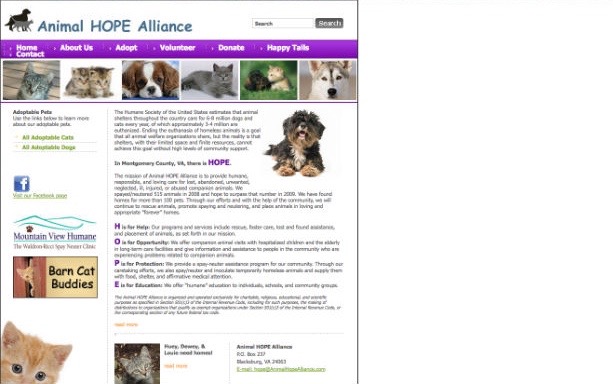 Animal HOPE Alliance
Search
Search
Home
About Us
Adopt
Volunteer
Donate
Happy Tails
Contact
Adoptable Pets
Use the links below to learn more
about our adoptable pets.
All Adoptable Cats
All Adoptable Dogs
Visit our Facebook page
Mountain View Humane
The Waldron-Ricci Spay Neuter Clinic
Barn Cat
Buddies
The Humane Society of the United States estimates that animal
shelters throughout the country care for 6-8 million dogs and
cats every year, of which approximately 3-4 million are
euthanized. Ending the euthanasia of homeless animals is a goal
that all animal welfare organizations share, but the reality is that
shelters, with their limited space and finite resources, cannot
achieve this goal without high levels of community support.
In Montgomery County, VA, there is HOPE.
The mission of Animal HOPE Alliance is to provide humane,
responsible, and loving care for lost, abandoned, unwanted,
neglected, ill, injured, or abused companion animals. We
spayed/neutered 515 animals in 2008 and hope to surpass that number in 2009. We have found
homes for more than 100 pets. Through our efforts and with the help of the community, we will
continue to rescue animals, promote spaying and neutering, and place animals in loving and
appropriate "forever" homes.
H is for Help: Our programs and services include rescue, foster care, lost and found assistance,
and placement of animals, as set forth in our mission.
O is for Opportunity: We offer companion animal visits with hospitalized children and the elderly
in long-term care facilities and give information and assistance to people in the community who are
experiencing problems related to companion animals.
P is for Protection: We provide a spay-neuter assistance program for our community. Through our
caretaking efforts, we also spay/neuter and inoculate temporarily homeless animals and supply them
with food, shelter, and affirmative medical attention.
E is for Education: We offer "humane" education to individuals, schools, and community groups.
The Animal HOPE Alliance is organized and operated exclusively for charitable, religious, educational, and scientific
purposes as specified in Section 501(c)3 of the Internal Revenue Code, including for such purposes, the making of
distributions to organizations that qualify as exempt organizations under Section 501(c)3 of the Internal Revenue Code, or
the corresponding section of any future federal tax code.
read more
Huey, Dewey, &
Louie need homes!
read more
Animal HOPE Alliance
P.O. Box 237
Blacksburg, VA 24063
E-mail: hope@AnimalHopeAlliance.com